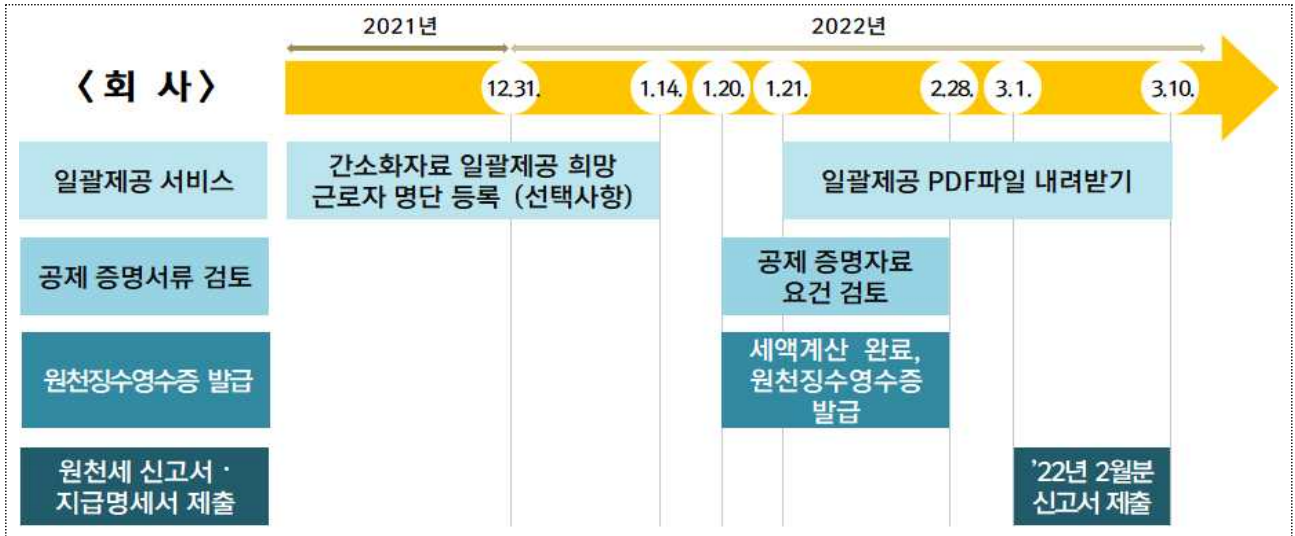 2021년
2022년
〈회 사〉
12.31.
1.14.
1.20.
1.21.
2.28.
3.1.
3.10.
일괄제공 서비스
간소화자료 일괄제공 희망
근로자 명단 등록 (선택사항)
일괄제공 PDF파일 내려받기
공제 증명서류 검토
공제 증명자료
요건 검토
원천징수영수증 발급
세액계산 완료,
원천징수영수증
발급
원천세 신고서 ·
지급명세서 제출
’22년 2월분
신고서 제출